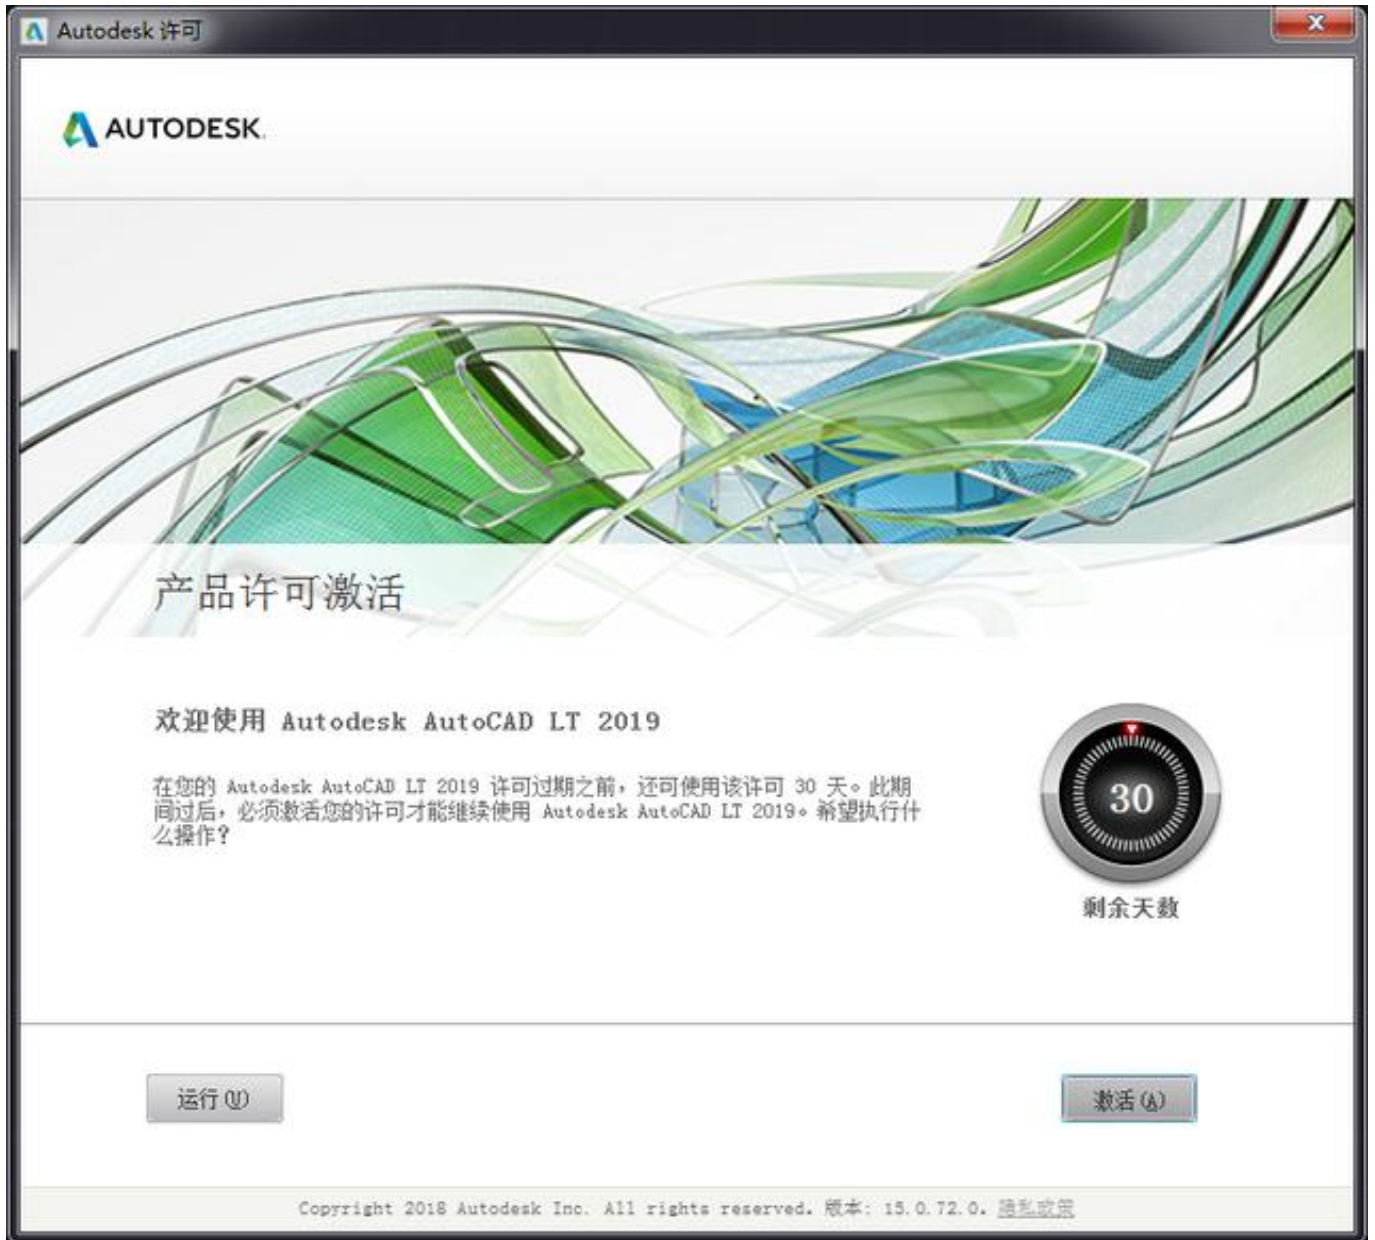 Autodesk 许可
AUTODESK.
产品许可激活
欢迎使用 Autodesk AutoCAD LT 2019
在您的 Autodesk AutoCAD LT 2019 许可过期之前，还可使用该许可 30 天。此期
间过后，必须激活您的许可才能继续使用 Autodesk AutoCAD LT 2019。希望执行什
么操作？
30
剩余天数
运行(U)
激活(A)
Copyright 2018 Autodesk Inc. All rights reserved. 版本: 15.0.72.0. 隐私政策